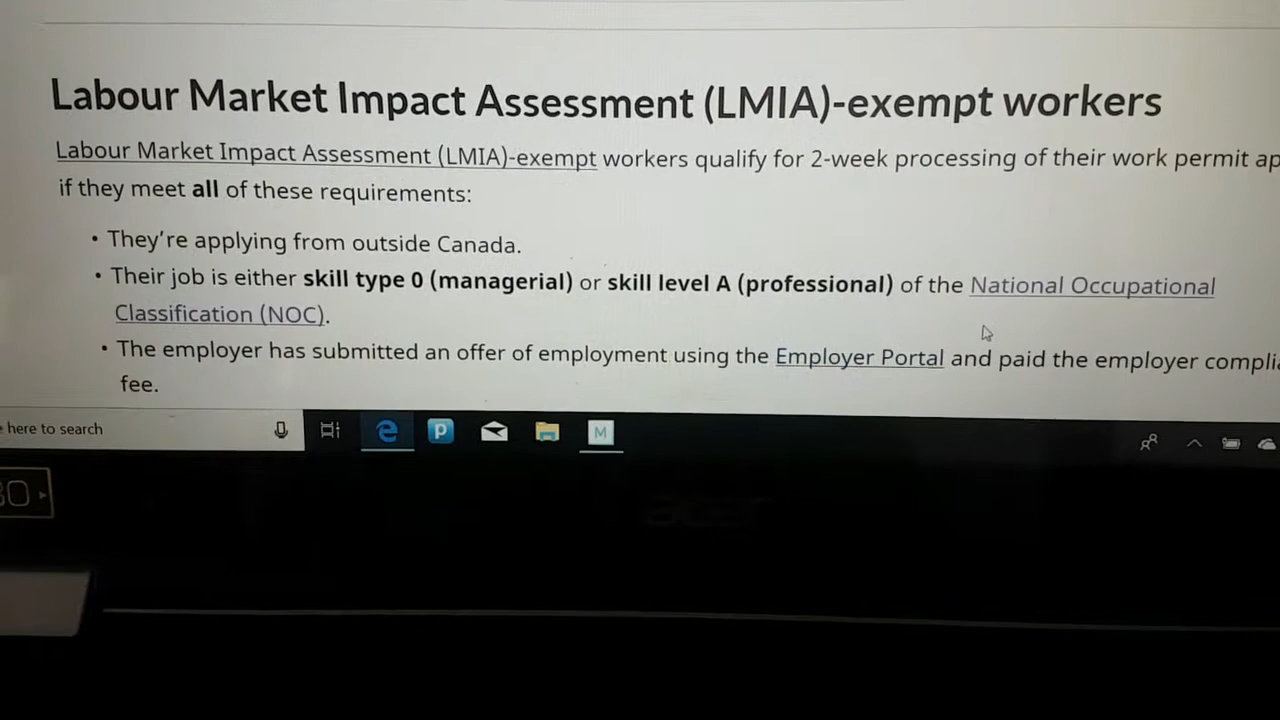 Labour Market Impact Assessment (LMIA)-exempt workers
Labour Market Impact Assessment (LMIA)-exempt workers qualify for 2-week processing of their work permit
if they meet all of these requirements:
• They're applying from outside Canada.
• Their job is either skill type 0 (managerial) or skill level A (professional) of the National Occupational
Classification (NOC).
• The employer has submitted an offer of employment using the Employer Portal and paid the employer
fee.
here to search
P
M
acer